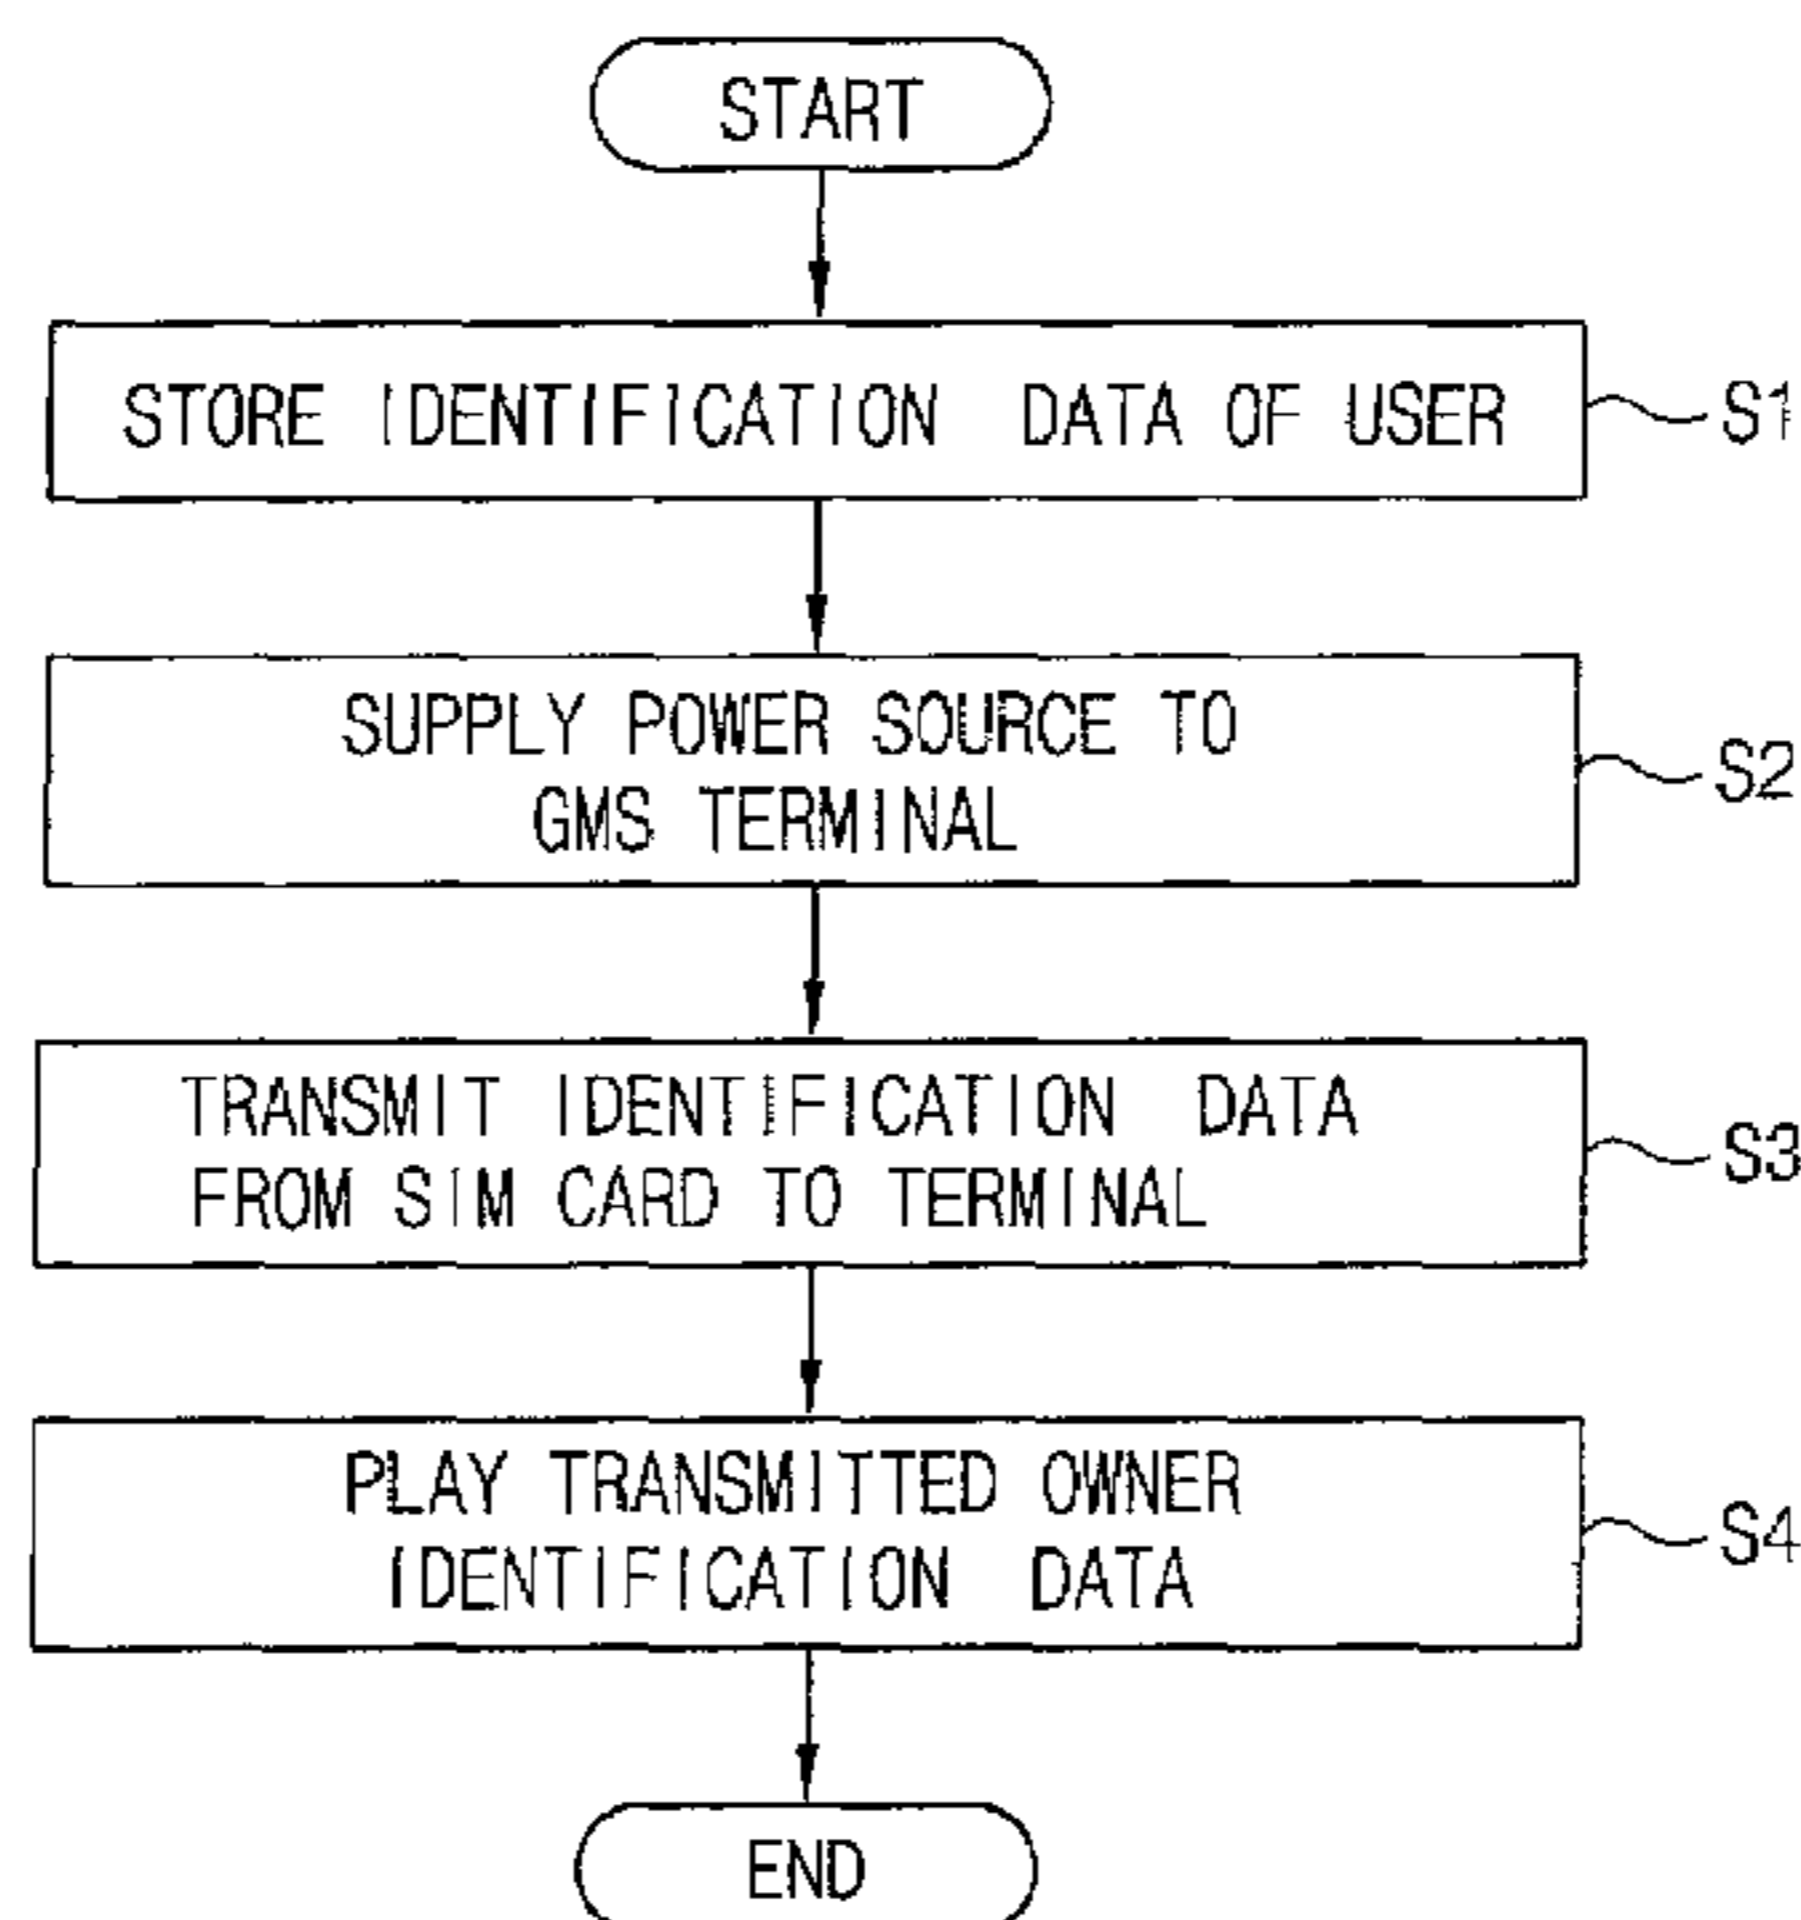 START
STORE IDENTIFICATION DATA OF USER
S1
SUPPLY POWER SOURCE TO
GMS TERMINAL
S2
TRANSMIT IDENTIFICATION DATA
FROM SIM CARD TO TERMINAL
S3
PLAY TRANSMITTED OWNER
IDENTIFICATION DATA
S4
END